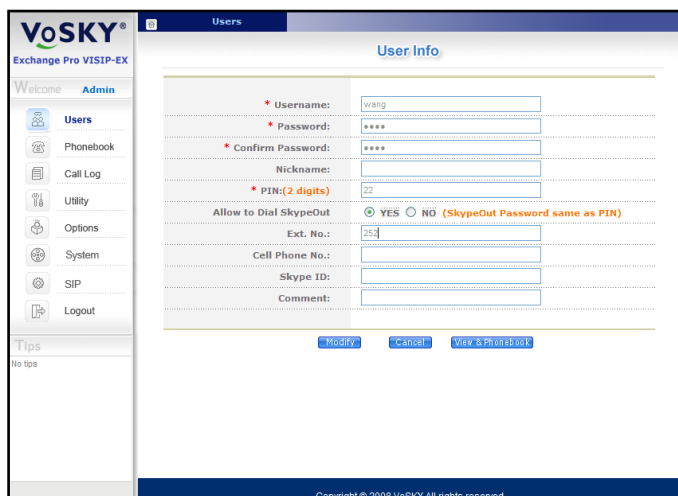 VoSKY®
Exchange Pro VISIP-EX
Welcome Admin
Users
Phonebook
Call Log
Utility
Options
System
SIP
Logout
Tips
No tips
Users
User Info
* Username: wang
* Password: ••••
* Confirm Password: ••••
Nickname:
* PIN:(2 digits) 22
Allow to Dial SkypeOut YES NO (SkypeOut Password same as PIN)
Ext. No.: 252
Cell Phone No.:
Skype ID:
Comment:
Modify Cancel View & Phonebook
Copyright © 2008 VoSKY All rights reserved